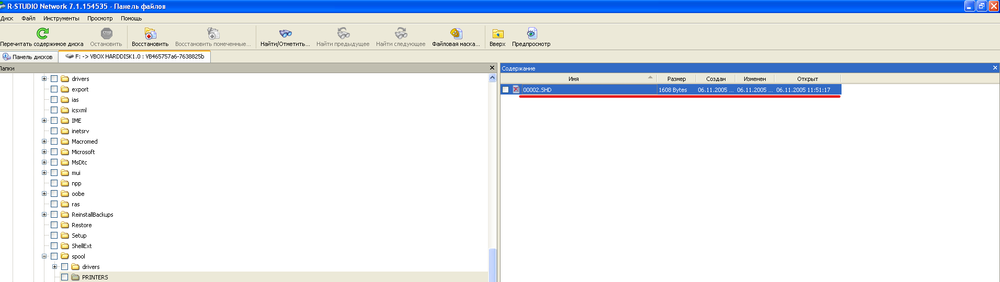 R-STUDIO Network 7.1.154535 - Панель файлов
Диск Файл Инструменты Просмотр Помощь
Перечитать содержимое диска Остановить Восстановить Восстановить помеченные... Найти/Отметить... Найти предыдущее Найти следующее Файловая маска... Вверх Предпросмотр
Панель дисков F: -> VBOX HARDDISK1.0 : VB465757a6-7638825b
Папки
drivers
export
ias
icsxml
IME
inetsrv
Macromed
Microsoft
MsDtc
mui
npp
oobe
ras
ReinstallBackups
Restore
Setup
ShellExt
spool
drivers
PRINTERS
Содержание
Имя Размер Создан Изменен Открыт
00002.SHD 1608 Bytes 06.11.2005 ... 06.11.2005 ... 06.11.2005 11:51:17